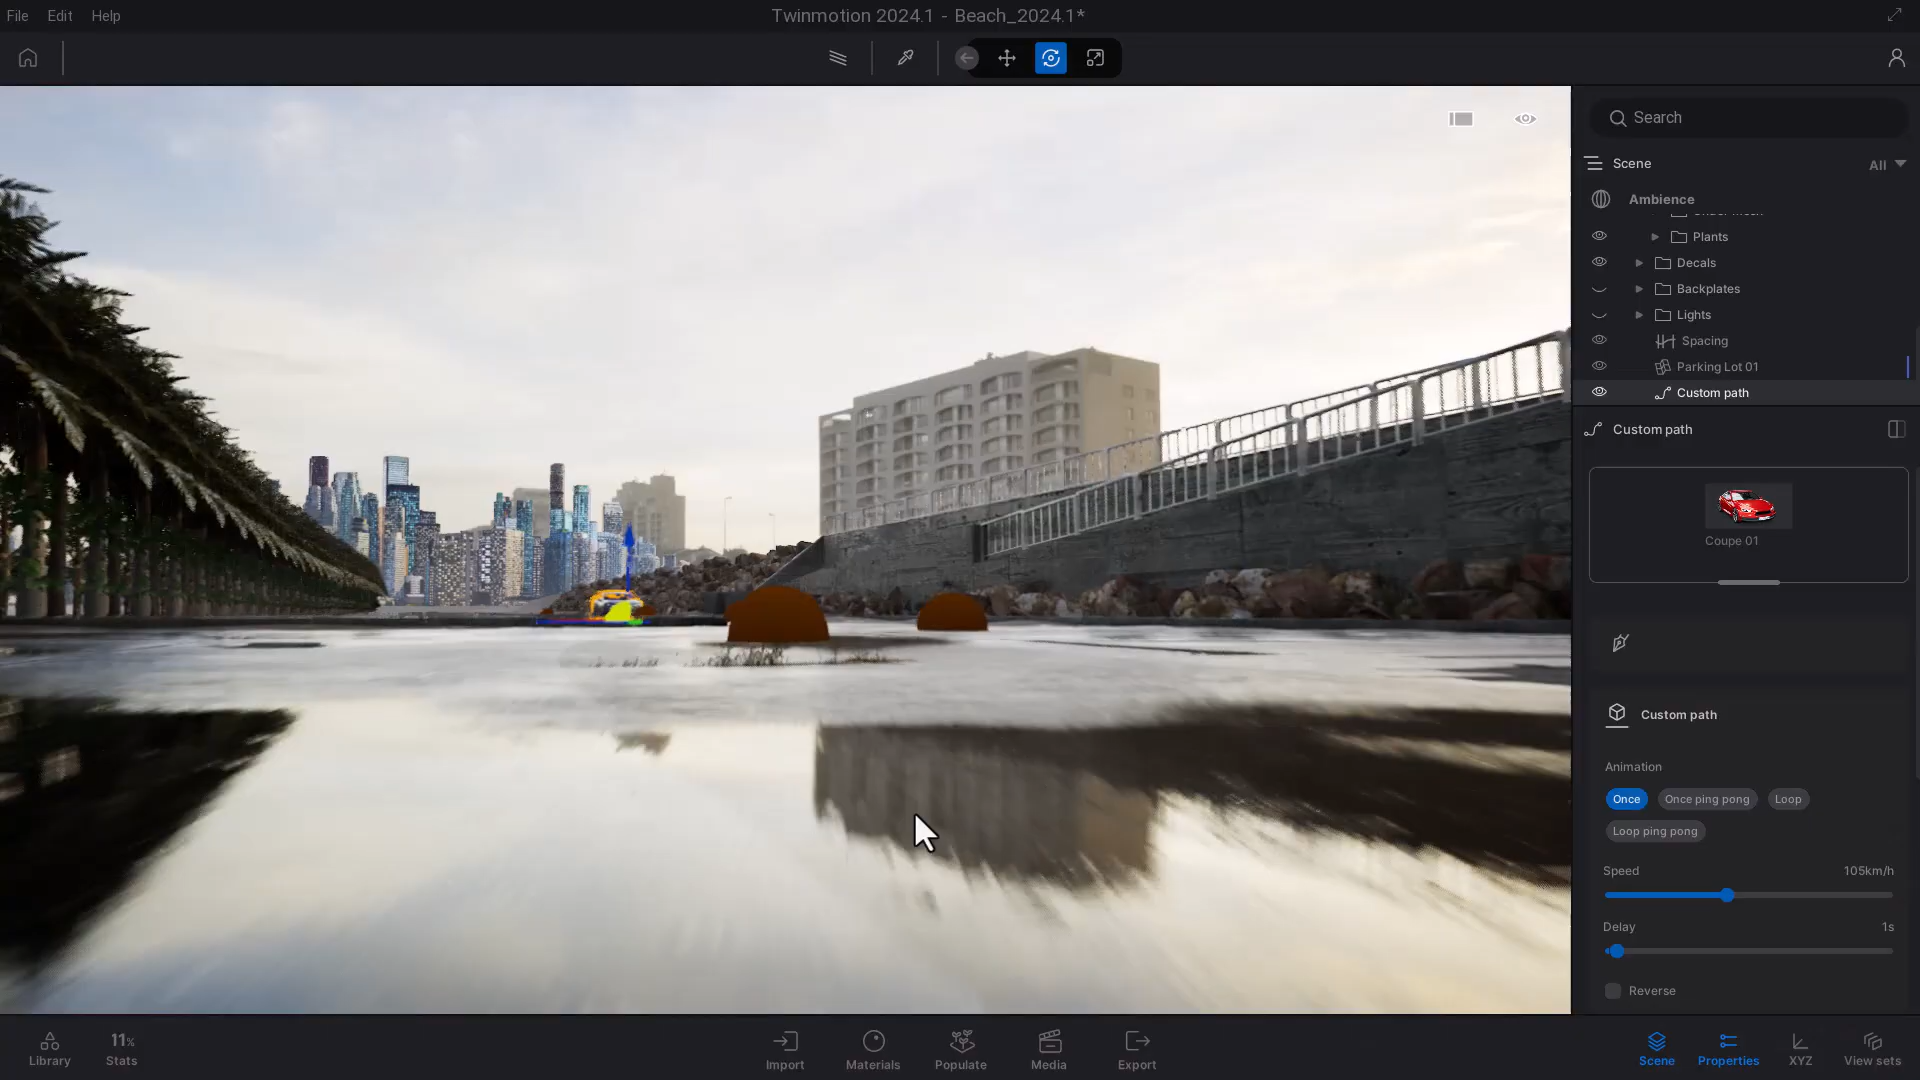 File Edit Help
Twinmotion 2024.1 - Beach_2024.1*
Search
Scene
All
Ambience
Plants
Decals
Backplates
Lights
Spacing
Parking Lot 01
Custom path
Custom path
Coupe 01
Custom path
Animation
Once Once ping pong Loop
Loop ping pong
Speed 105km/h
Delay 1s
Reverse
11%
Library Stats Import Materials Populate Media Export Scene Properties XYZ View sets